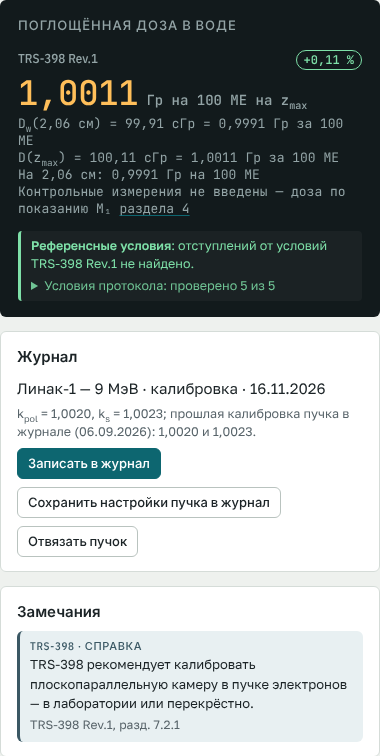 ПОГЛОЩЁННАЯ ДОЗА В ВОДЕ
TRS-398 Rev.1
+0,11 %
1,0011 Гр на 100 МЕ на zmax
Dw(2,06 см) = 99,91 сГр = 0,9991 Гр за 100
МЕ
D(zmax) = 100,11 сГр = 1,0011 Гр за 100 МЕ
На 2,06 см: 0,9991 Гр на 100 МЕ
Контрольные измерения не введены — доза по
показанию M₁ раздела 4
Референсные условия: отступлений от условий
TRS-398 Rev.1 не найдено.
▶ Условия протокола: проверено 5 из 5
Журнал
Линак-1 — 9 МэВ · калибровка · 16.11.2026
kpol = 1,0020, ks = 1,0023; прошлая калибровка пучка в
журнале (06.09.2026): 1,0020 и 1,0023.
Записать в журнал
Сохранить настройки пучка в журнал
Отвязать пучок
Замечания
TRS-398 · СПРАВКА
TRS-398 рекомендует калибровать
плоскопараллельную камеру в пучке электронов
— в лаборатории или перекрёстно.
TRS-398 Rev.1, разд. 7.2.1